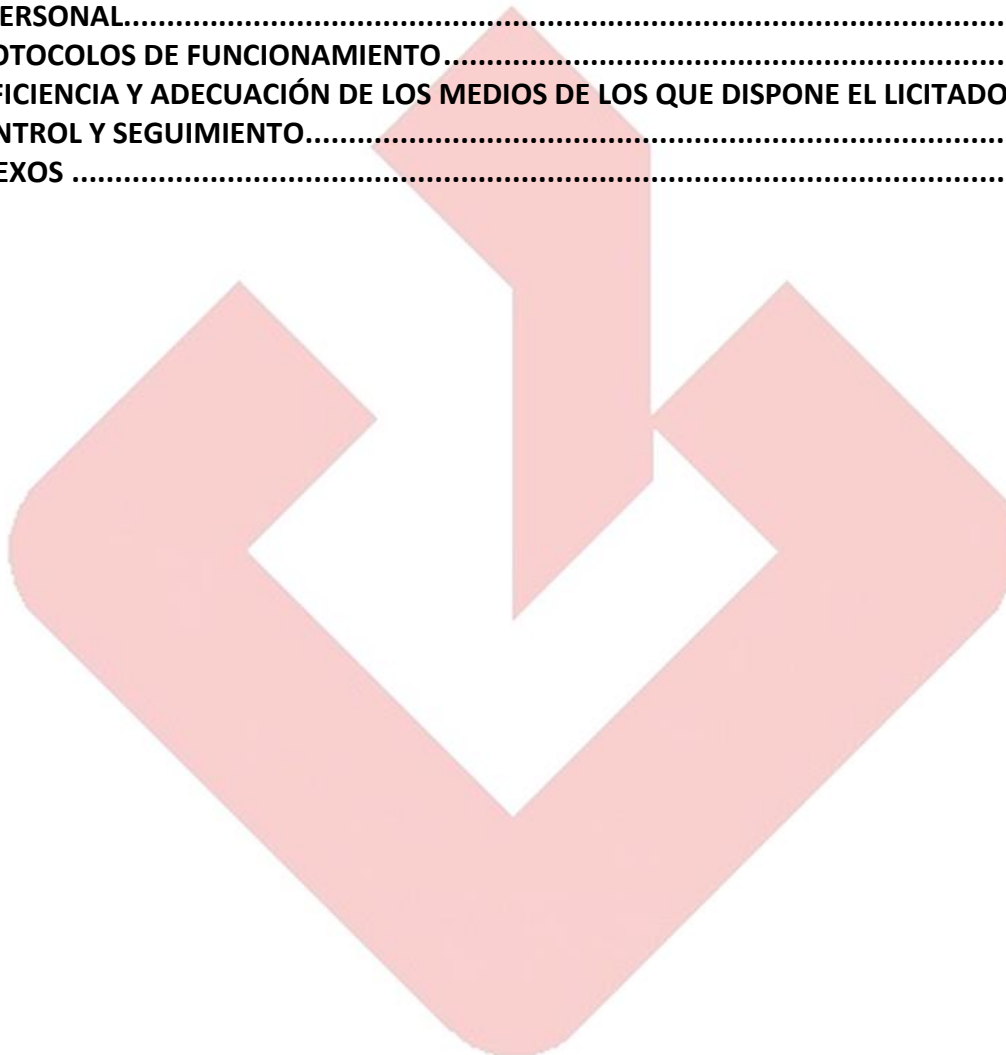 ERSONAL.....................................................................................................
OTOCOLOS DE FUNCIONAMIENTO.................................................................
FICIENCIA Y ADECUACIÓN DE LOS MEDIOS DE LOS QUE DISPONE EL LICITADO
NTROL Y SEGUIMIENTO...............................................................................
EXOS ..........................................................................................................